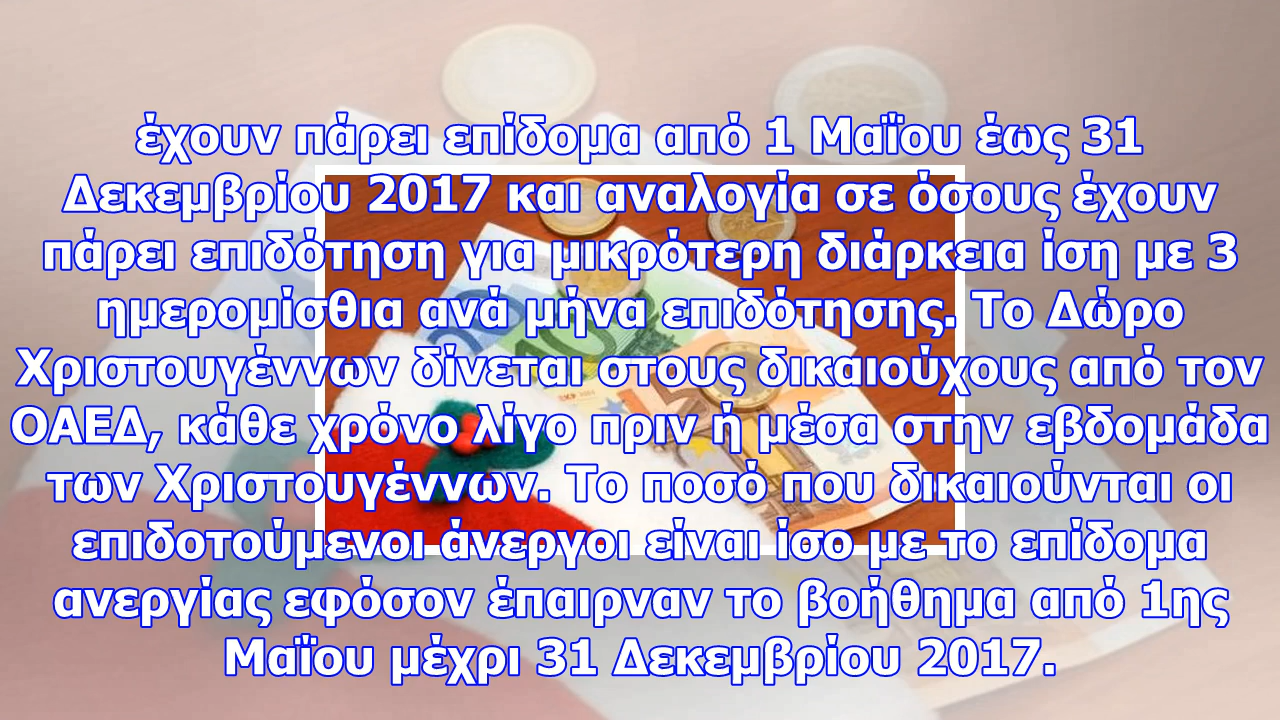 έχουν πάρει επίδομα από 1 Μαΐου έως 31
Δεκεμβρίου 2017 και αναλογία σε όσους έχουν
πάρει επιδότηση για μικρότερη διάρκεια ίση με 3
ημερομίσθια ανά μήνα επιδότησης. Το Δώρο
Χριστουγέννων δίνεται στους δικαιούχους από τον
ΟΑΕΔ, κάθε χρόνο λίγο πριν ή μέσα στην εβδομάδα
των Χριστουγέννων. Το ποσό που δικαιούνται οι
επιδοτούμενοι άνεργοι είναι ίσο με το επίδομα
ανεργίας εφόσον έπαιρναν το βοήθημα από 1ης
Μαΐου μέχρι 31 Δεκεμβρίου 2017.